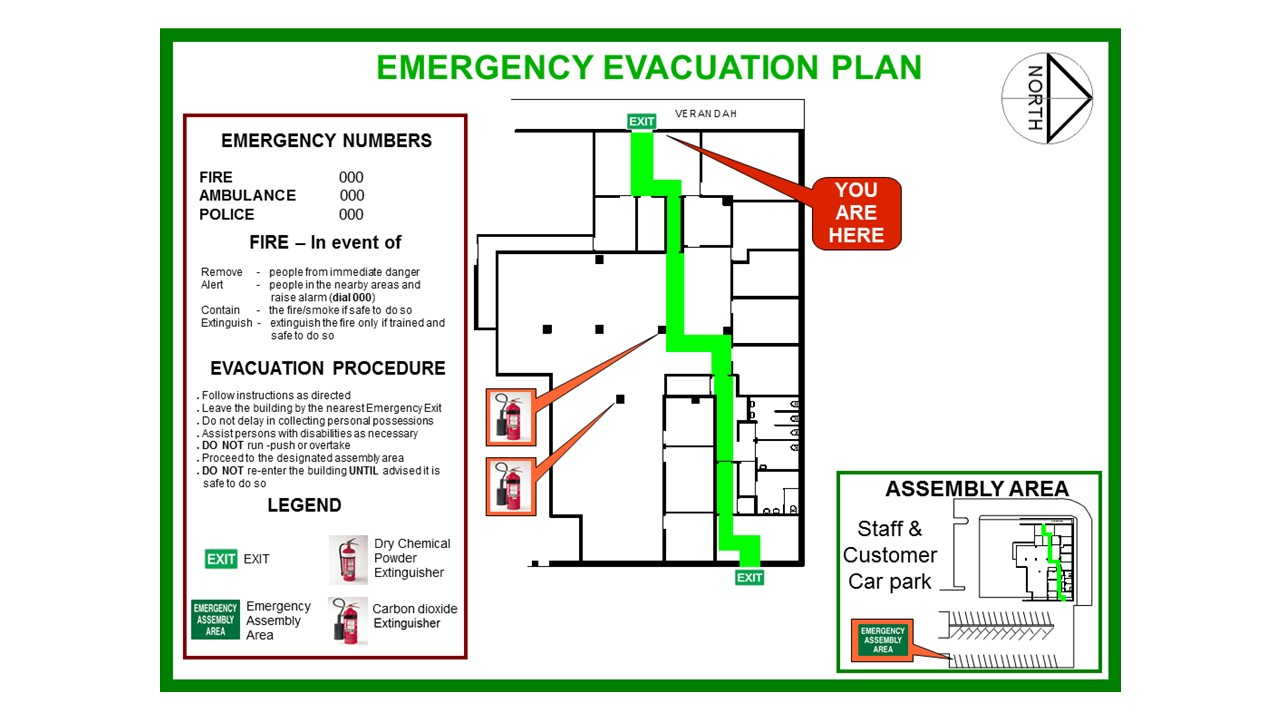 EMERGENCY EVACUATION PLAN
NORTH
VERANDAH
EXIT
YOU
ARE
HERE
EMERGENCY NUMBERS
FIRE 000
AMBULANCE 000
POLICE 000
FIRE – In event of
Remove - people from immediate danger
Alert - people in the nearby areas and
raise alarm (dial 000)
Contain - the fire/smoke if safe to do so
Extinguish - extinguish the fire only if trained and
safe to do so
EVACUATION PROCEDURE
. Follow instructions as directed
. Leave the building by the nearest Emergency Exit
. Do not delay in collecting personal possessions
. Assist persons with disabilities as necessary
. DO NOT run -push or overtake
. Proceed to the designated assembly area
. DO NOT re-enter the building UNTIL advised it is
safe to do so
LEGEND
EXIT EXIT
Dry Chemical
Powder
Extinguisher
EMERGENCY
ASSEMBLY
AREA
Emergency
Assembly
Area
Carbon dioxide
Extinguisher
EXIT
ASSEMBLY AREA
Staff &
Customer
Car park
EMERGENCY
ASSEMBLY
AREA